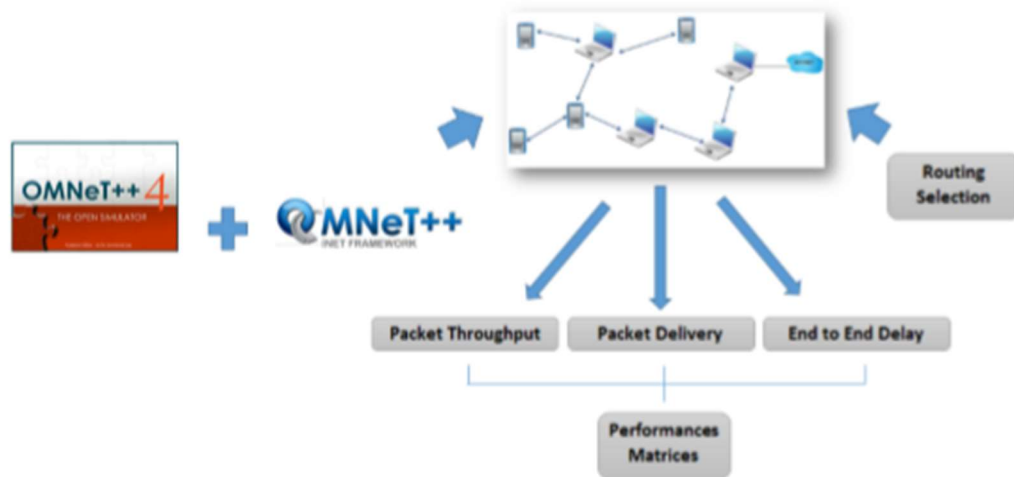 OMNeT++ 4
THE OPEN SIMULATOR
OMNeT++
INET FRAMEWORK
Routing
Selection
Packet Throughput
Packet Delivery
End to End Delay
Performances
Matrices